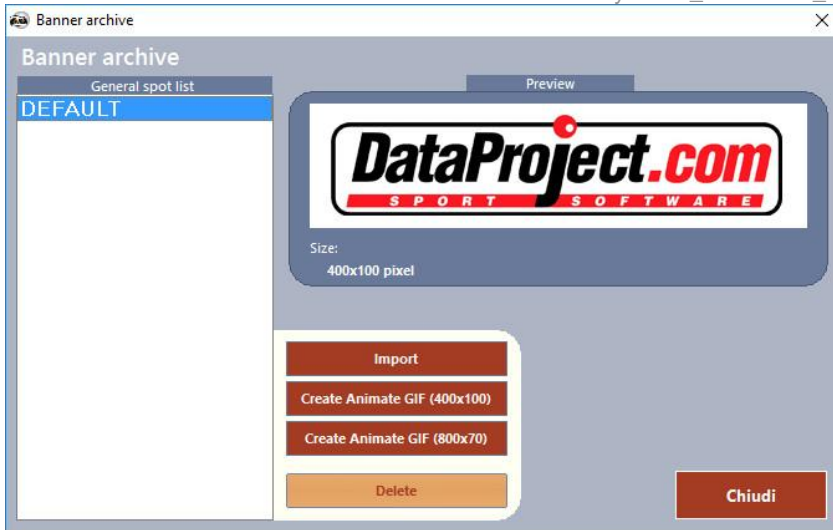 Banner archive
Banner archive
General spot list
DEFAULT
Preview
DataProject.com
SPORT SOFTWARE
Size:
400x100 pixel
Import
Create Animate GIF (400x100)
Create Animate GIF (800x70)
Delete
Chiudi